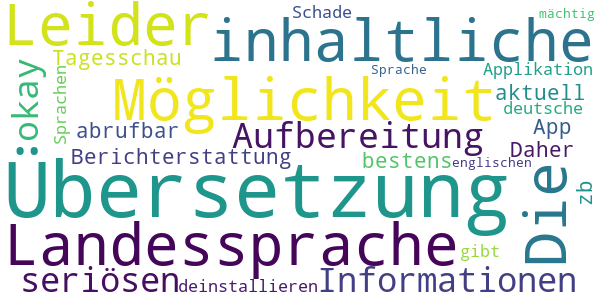 Leider
Schade
mächtig
inhaltliche
Tagesschau
Sprache
Applikation
:okay
Sprachen
Möglichkeit
aktuell
deutsche
abrufbar
Aufbereitung
App
Berichterstattung
bestens
englischen
Daher
Übersetzung
Die
zb
Landessprache
gibt
seriösen
deinstallieren
Informationen